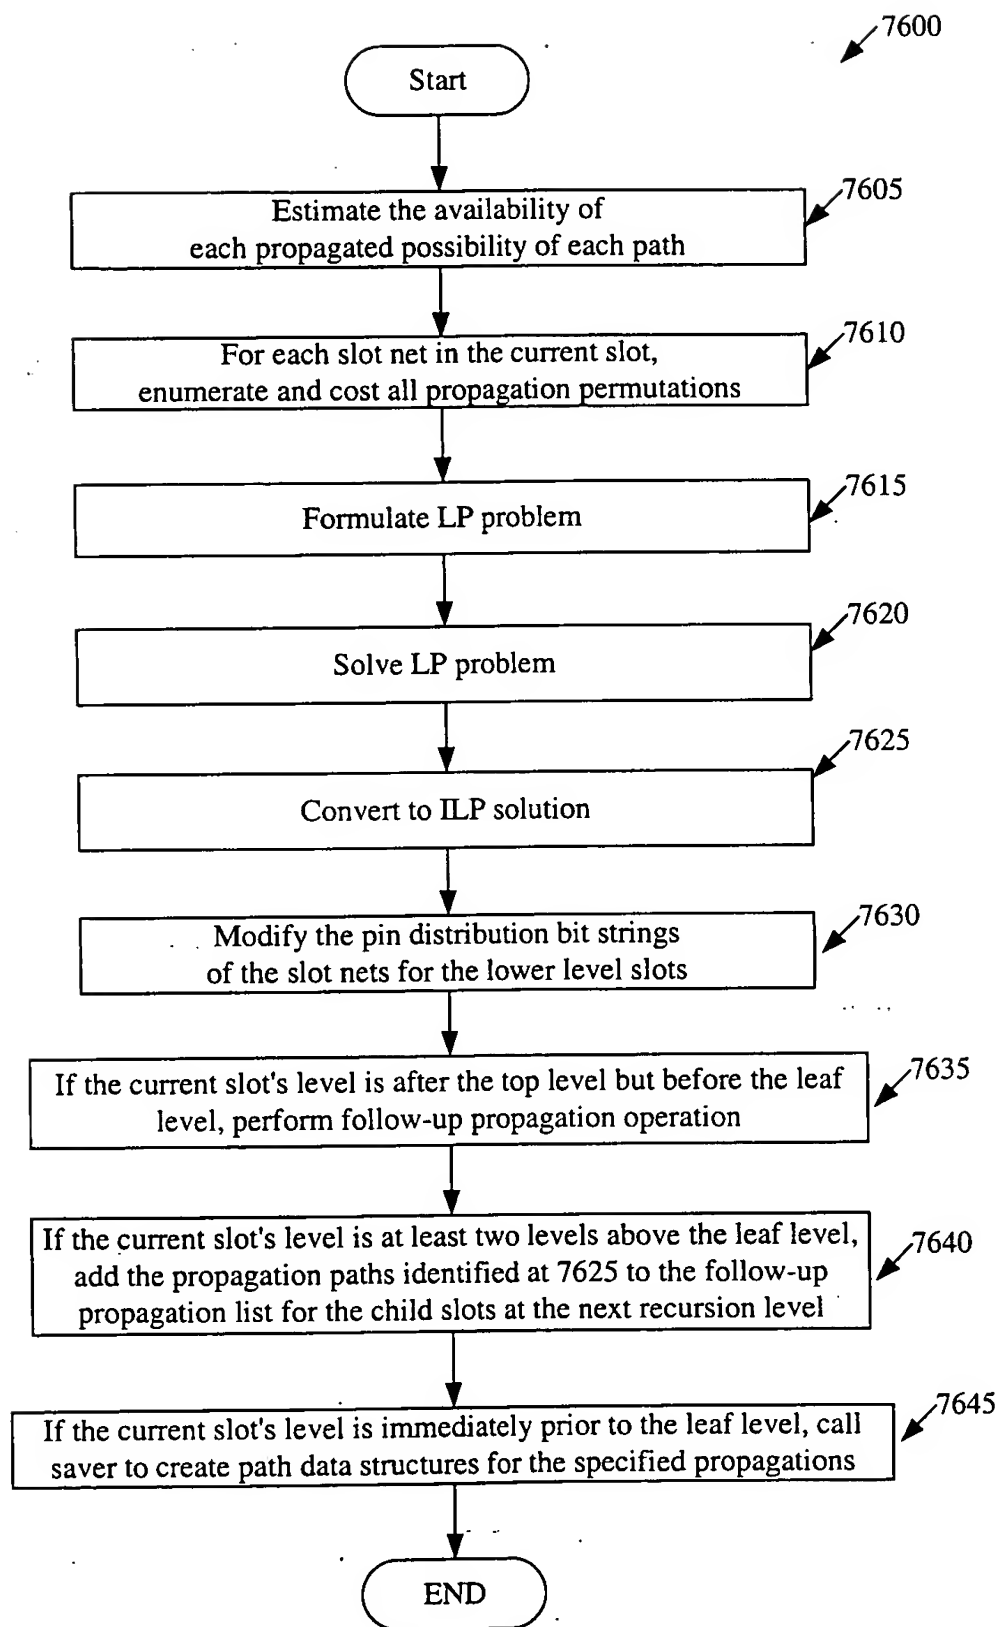 7600
Start
7605
Estimate the availability of
each propagated possibility of each path
7610
For each slot net in the current slot,
enumerate and cost all propagation permutations
7615
Formulate LP problem
7620
Solve LP problem
7625
Convert to ILP solution
7630
Modify the pin distribution bit strings
of the slot nets for the lower level slots
7635
If the current slot's level is after the top level but before the leaf
level, perform follow-up propagation operation
7640
If the current slot's level is at least two levels above the leaf level,
add the propagation paths identified at 7625 to the follow-up
propagation list for the child slots at the next recursion level
7645
If the current slot's level is immediately prior to the leaf level, call
saver to create path data structures for the specified propagations
END